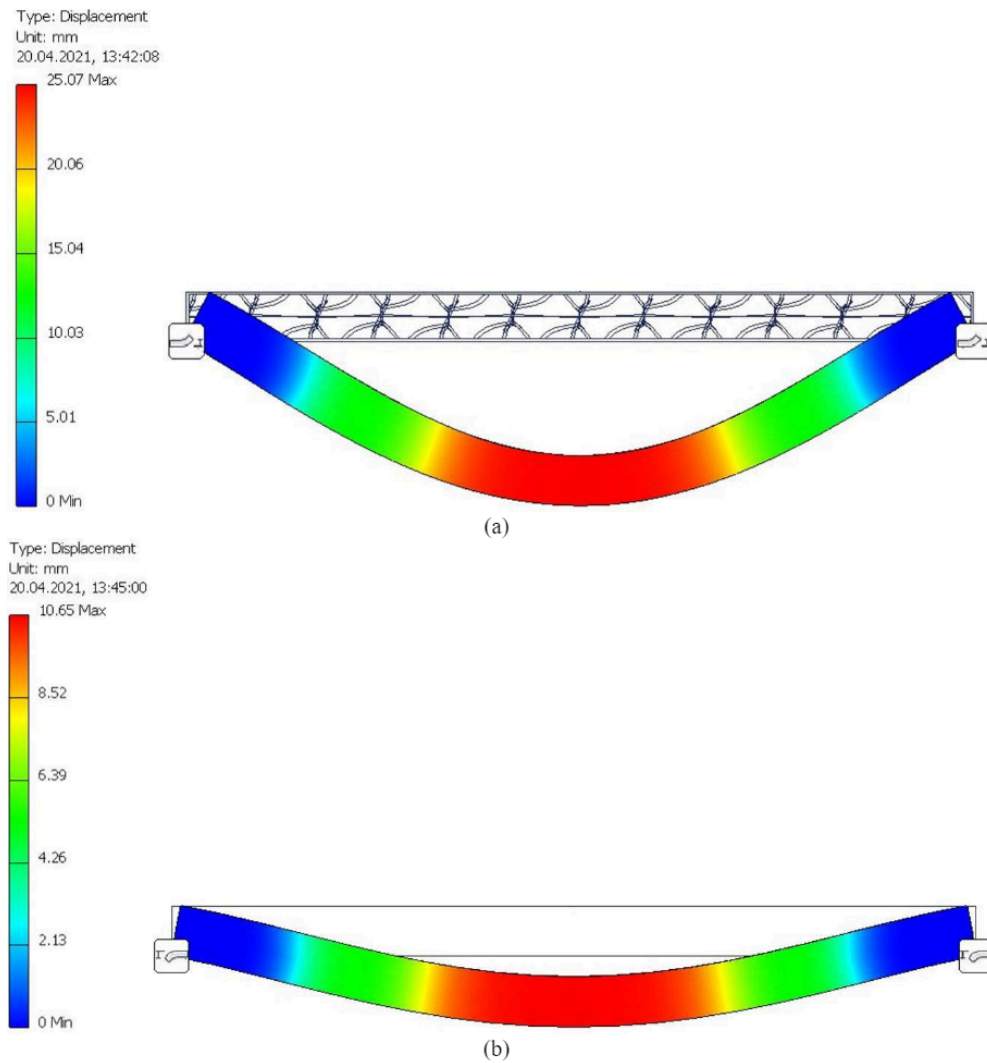 Type: Displacement
Unit: mm
20.04.2021, 13:42:08
25.07 Max
20.06
15.04
10.03
5.01
0 Min
(a)
Type: Displacement
Unit: mm
20.04.2021, 13:45:00
10.65 Max
8.52
6.39
4.26
2.13
0 Min
(b)